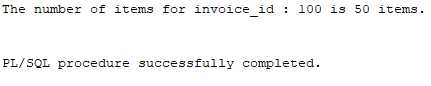 The number of items for invoice_id : 100 is 50 items.
PL/SQL procedure successfully completed.